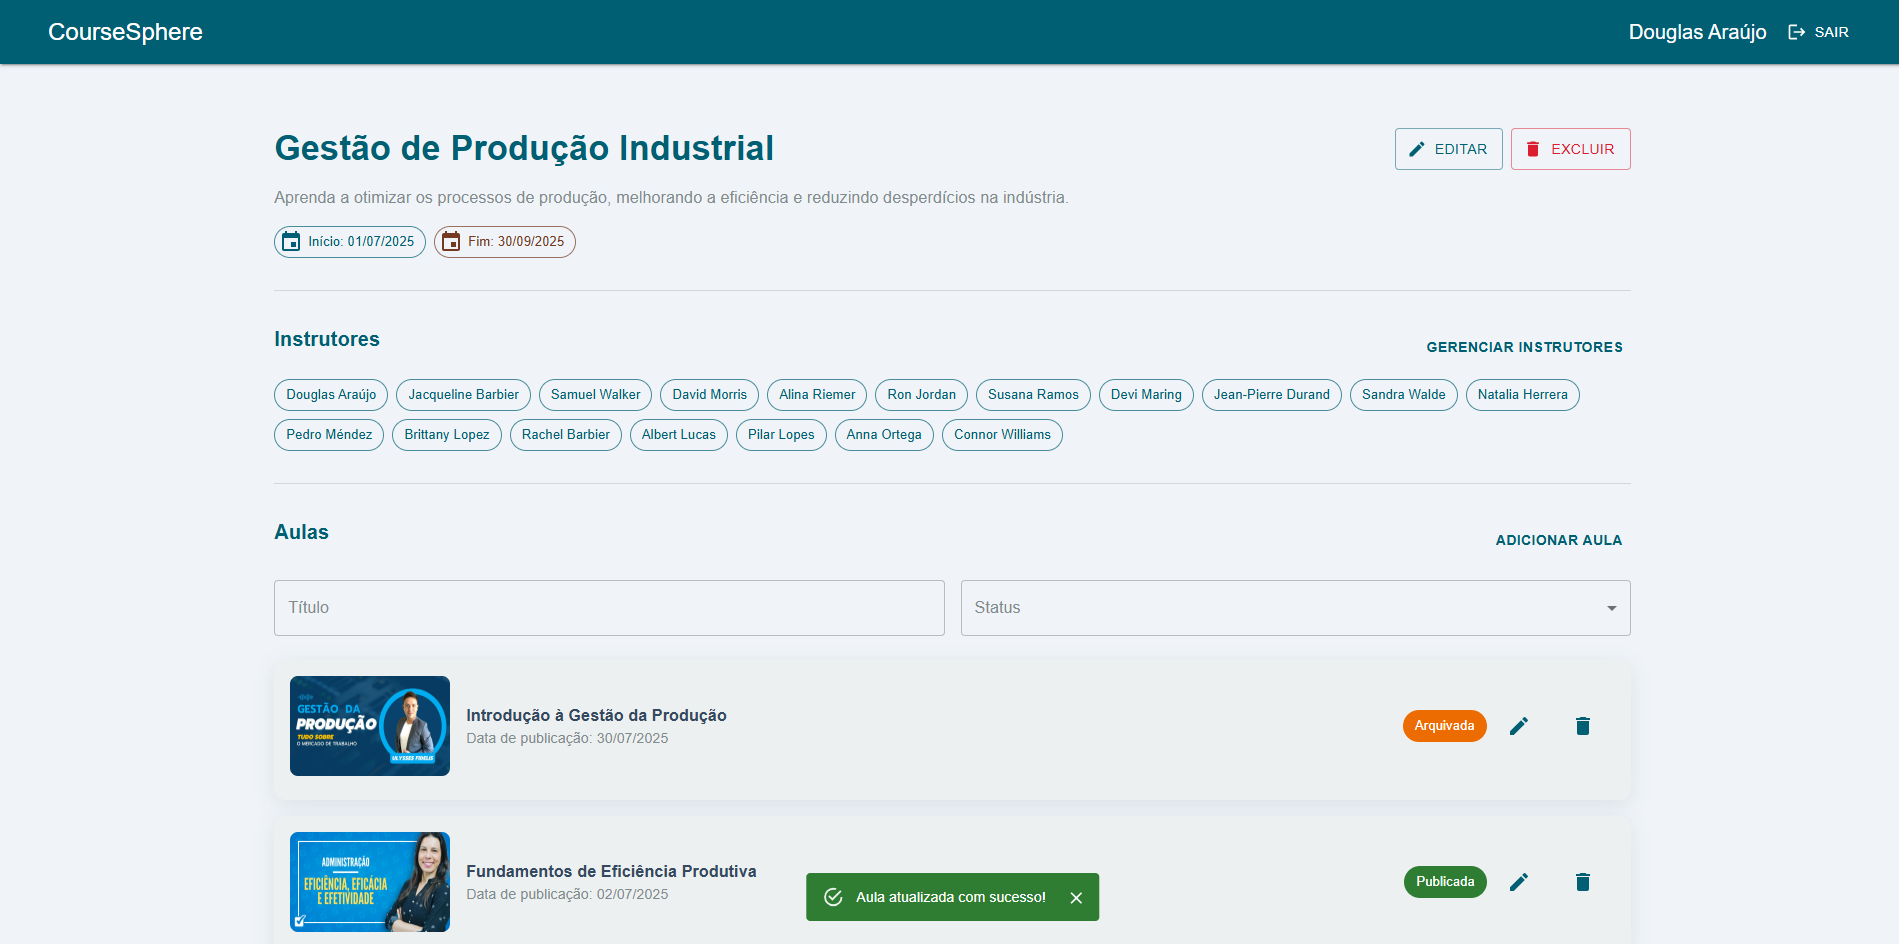 CourseSphere
Douglas Araújo SAIR
Gestão de Produção Industrial
EDITAR EXCLUIR
Aprenda a otimizar os processos de produção, melhorando a eficiência e reduzindo desperdícios na indústria.
Início: 01/07/2025 Fim: 30/09/2025
Instrutores
GERENCIAR INSTRUTORES
Douglas Araújo Jacqueline Barbier Samuel Walker David Morris Alina Riemer Ron Jordan Susana Ramos Devi Maring Jean-Pierre Durand Sandra Walde Natalia Herrera
Pedro Méndez Brittany Lopez Rachel Barbier Albert Lucas Pilar Lopes Anna Ortega Connor Williams
Aulas
ADICIONAR AULA
Título Status
GESTÃO DA
PRODUÇÃO
TUDO SOBRE
O MERCADO DE TRABALHO
ULYSSES FIDELIS
Introdução à Gestão da Produção
Data de publicação: 30/07/2025
Arquivada
ADMINISTRAÇÃO
EFICIÊNCIA, EFICÁCIA
E EFETIVIDADE
Fundamentos de Eficiência Produtiva
Data de publicação: 02/07/2025
Publicada
Aula atualizada com sucesso!